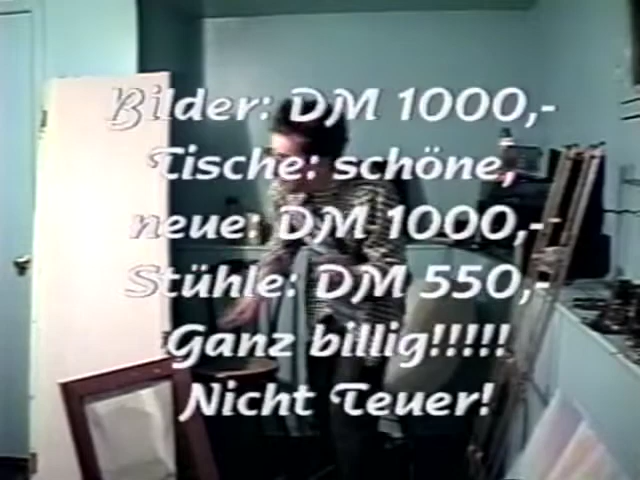 Bilder: DM 1000,-
Tische: schöne,
neue: DM 1000,-
Stühle: DM 550,-
Ganz billig!!!!!
Nicht Teuer!